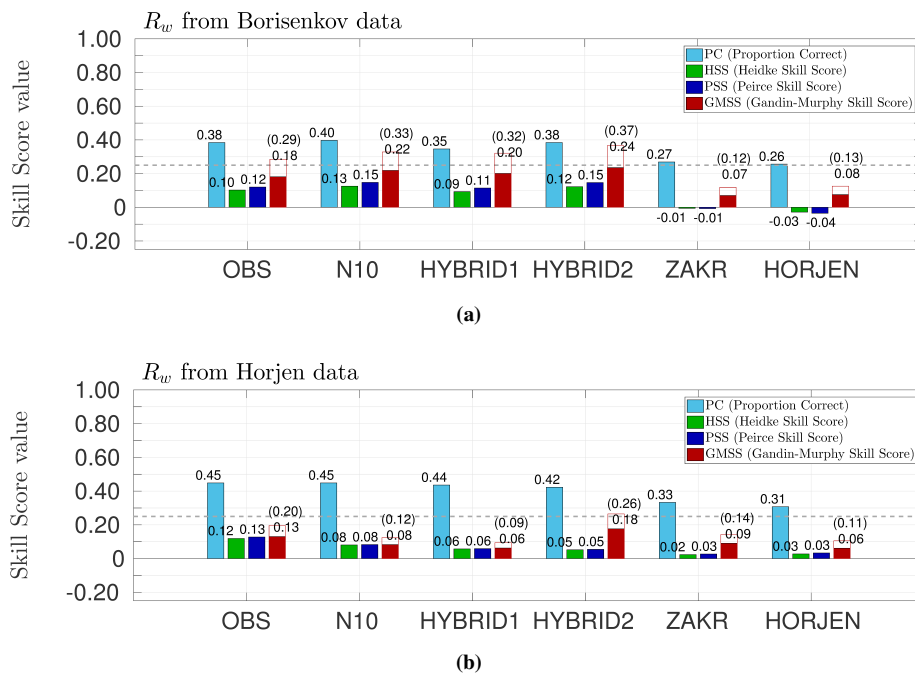 R_w from Borisenkov data
Skill Score value
1.00
0.80
0.60
0.40
0.20
0
-0.20
PC (Proportion Correct)
HSS (Heidke Skill Score)
PSS (Peirce Skill Score)
GMSS (Gandin-Murphy Skill Score)
0.38 0.10 0.12 0.18 (0.29)
0.40 0.13 0.15 0.22 (0.33)
0.35 0.09 0.11 0.20 (0.32)
0.38 0.12 0.15 0.24 (0.37)
0.27 -0.01 -0.01 0.07 (0.12)
0.26 -0.03 -0.04 0.08 (0.13)
OBS N10 HYBRID1 HYBRID2 ZAKR HORJEN
(a)
R_w from Horjen data
Skill Score value
1.00
0.80
0.60
0.40
0.20
0
-0.20
PC (Proportion Correct)
HSS (Heidke Skill Score)
PSS (Peirce Skill Score)
GMSS (Gandin-Murphy Skill Score)
0.45 0.12 0.13 0.13 (0.20)
0.45 0.08 0.08 0.08 (0.12)
0.44 0.06 0.06 0.06 (0.09)
0.42 0.05 0.05 0.18 (0.26)
0.33 0.02 0.03 0.09 (0.14)
0.31 0.03 0.03 0.06 (0.11)
OBS N10 HYBRID1 HYBRID2 ZAKR HORJEN
(b)